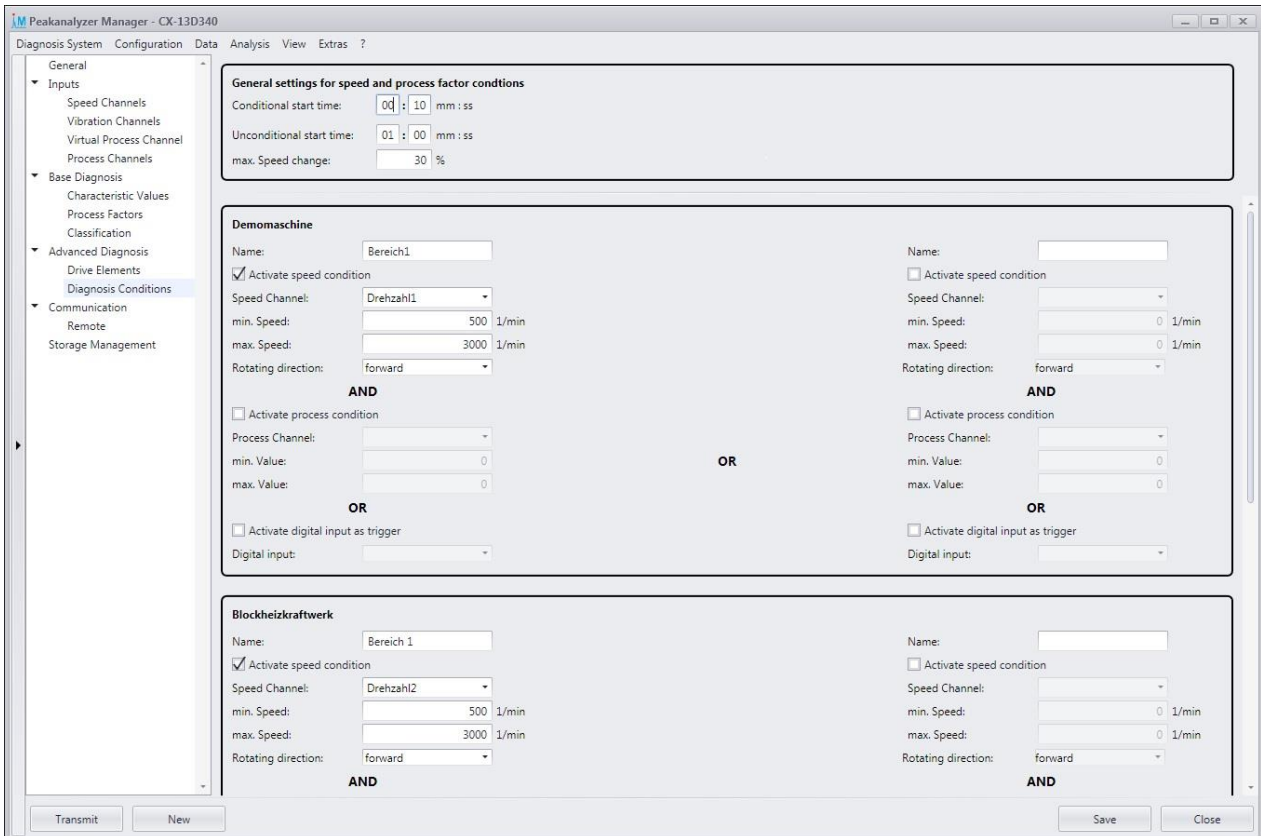 Peakanalyzer Manager - CX-13D340
Diagnosis System Configuration Data Analysis View Extras ?
General
Inputs
Speed Channels
Vibration Channels
Virtual Process Channel
Process Channels
Base Diagnosis
Characteristic Values
Process Factors
Classification
Advanced Diagnosis
Drive Elements
Diagnosis Conditions
Communication
Remote
Storage Management
General settings for speed and process factor condtions
Conditional start time: 00 : 10 mm : ss
Unconditional start time: 01 : 00 mm : ss
max. Speed change: 30 %
Demomaschine
Name: Bereich1
Activate speed condition
Speed Channel: Drehzahl1
min. Speed: 500 1/min
max. Speed: 3000 1/min
Rotating direction: forward
AND
Activate process condition
Process Channel:
min. Value: 0
max. Value: 0
OR
Activate digital input as trigger
Digital input:
OR
Name:
Activate speed condition
Speed Channel:
min. Speed: 0 1/min
max. Speed: 0 1/min
Rotating direction: forward
AND
Activate process condition
Process Channel:
min. Value: 0
max. Value: 0
OR
Activate digital input as trigger
Digital input:
Blockheizkraftwerk
Name: Bereich 1
Activate speed condition
Speed Channel: Drehzahl2
min. Speed: 500 1/min
max. Speed: 3000 1/min
Rotating direction: forward
AND
Name:
Activate speed condition
Speed Channel:
min. Speed: 0 1/min
max. Speed: 0 1/min
Rotating direction: forward
AND
Transmit New Save Close